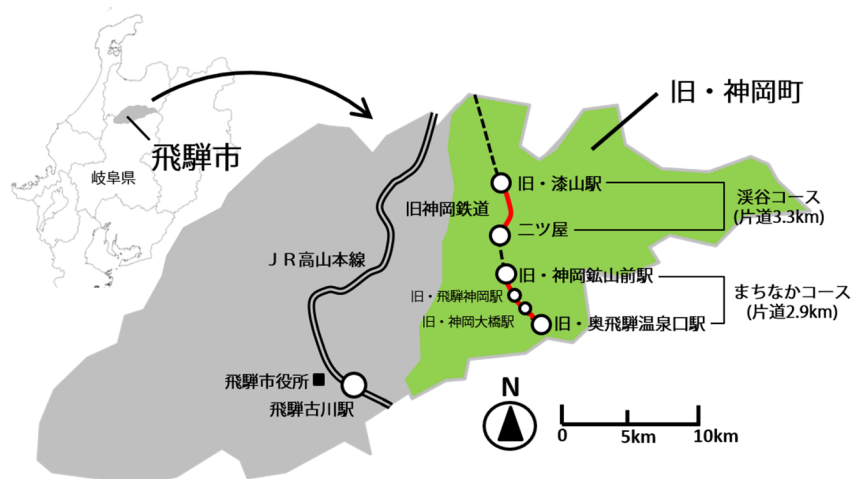 旧・神岡町
飛騨市
岐阜県
旧・漆山駅
渓谷コース
(片道3.3km)
旧神岡鉄道
二ツ屋
JR高山本線
旧・神岡鉱山前駅
旧・飛騨神岡駅
まちなかコース
(片道2.9km)
旧・神岡大橋駅
旧・奥飛騨温泉口駅
飛騨市役所
飛騨古川駅
N
0
5km
10km